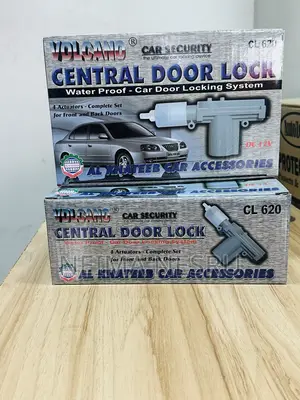 VOLCANO CAR SECURITY CL 620
CENTRAL DOOR LOCK
Water Proof - Car Door Locking System
4 Actuators - Complete Set
for Front and Back Doors
DC 12V
AL KHATEEB CAR ACCESSORIES
VOLCANO CAR SECURITY CL 620
CENTRAL DOOR LOCK
4 Actuators - Complete Set
for Front and Back Doors
AL KHATEEB CAR ACCESSORIES